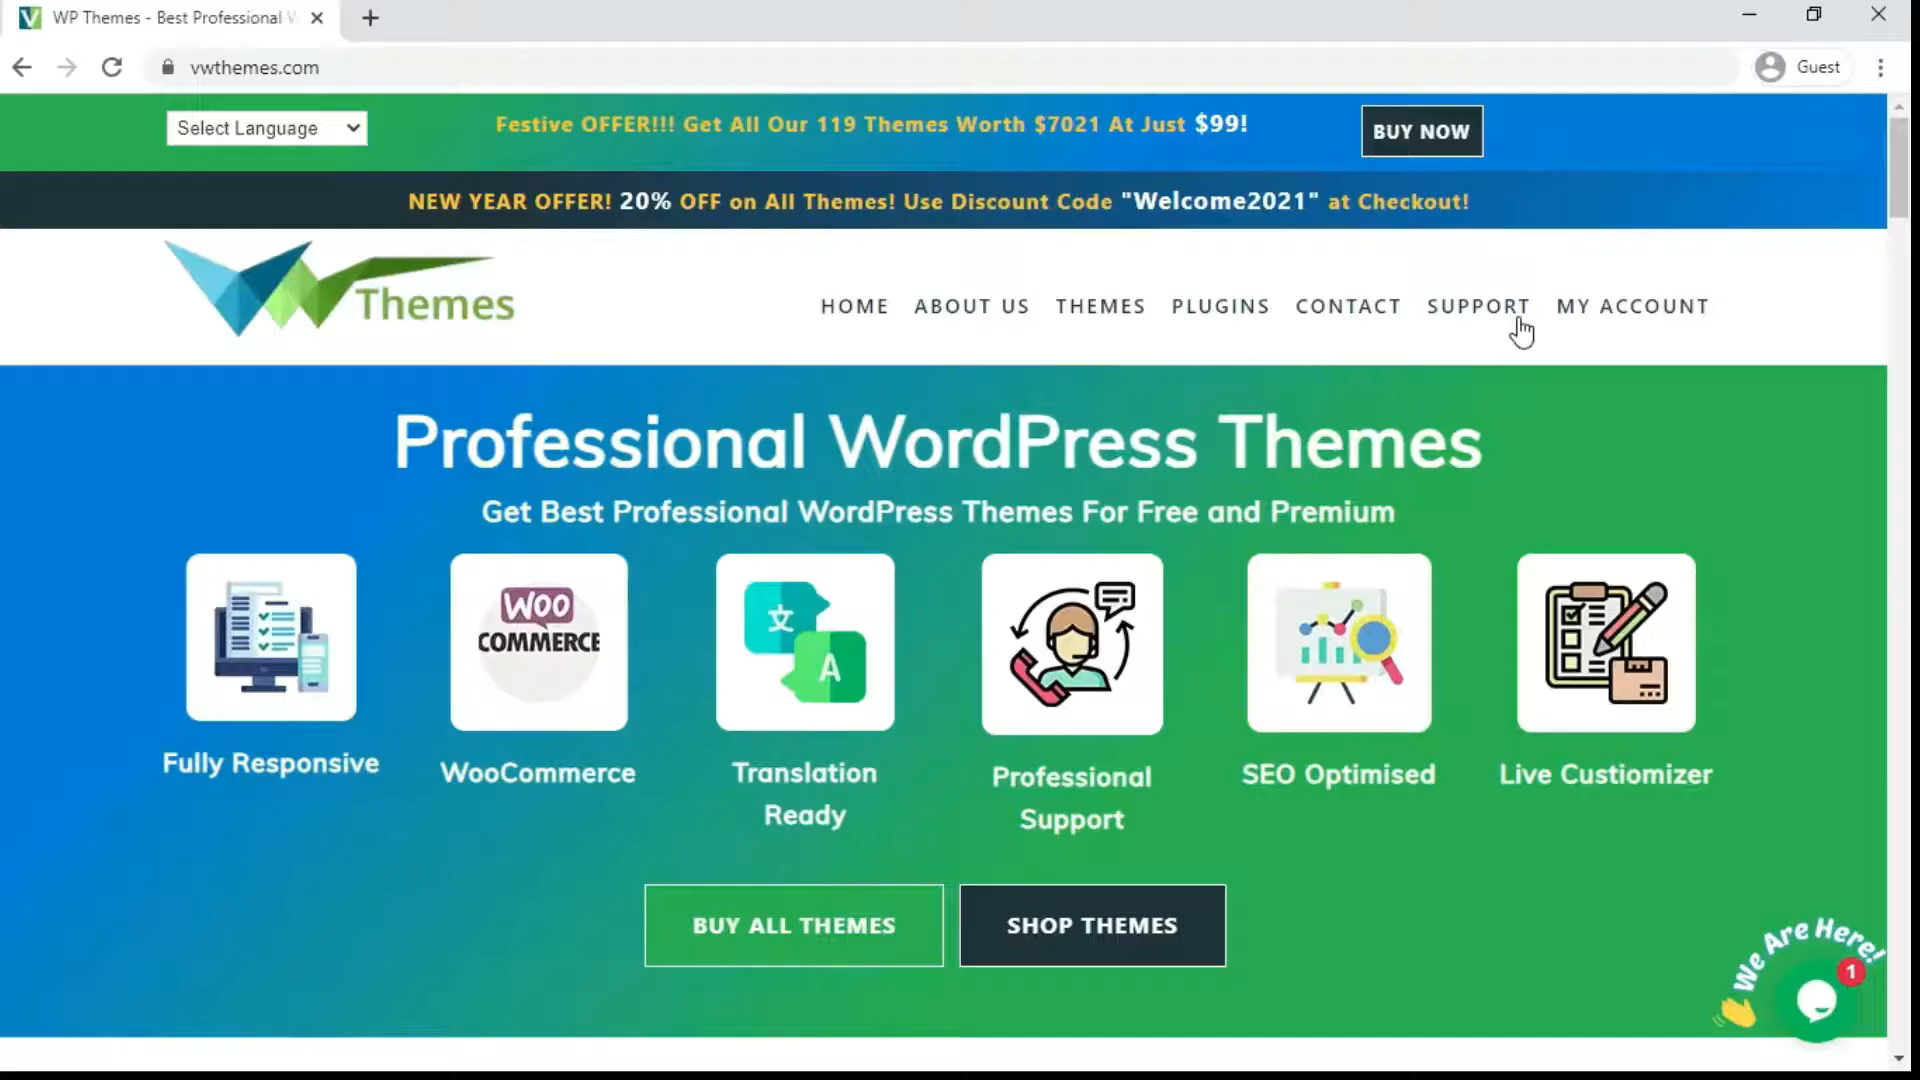 WP Themes - Best Professional W
vwthemes.com
Guest
Select Language
Festive OFFER!!! Get All Our 119 Themes Worth $7021 At Just $99!
BUY NOW
NEW YEAR OFFER! 20% OFF on All Themes! Use Discount Code "Welcome2021" at Checkout!
Themes
HOME ABOUT US THEMES PLUGINS CONTACT SUPPORT MY ACCOUNT
Professional WordPress Themes
Get Best Professional WordPress Themes For Free and Premium
WOO
COMMERCE
文
A
Fully Responsive
WooCommerce
Translation
Ready
Professional
Support
SEO Optimised
Live Custiomizer
BUY ALL THEMES
SHOP THEMES
We Are Here!
1